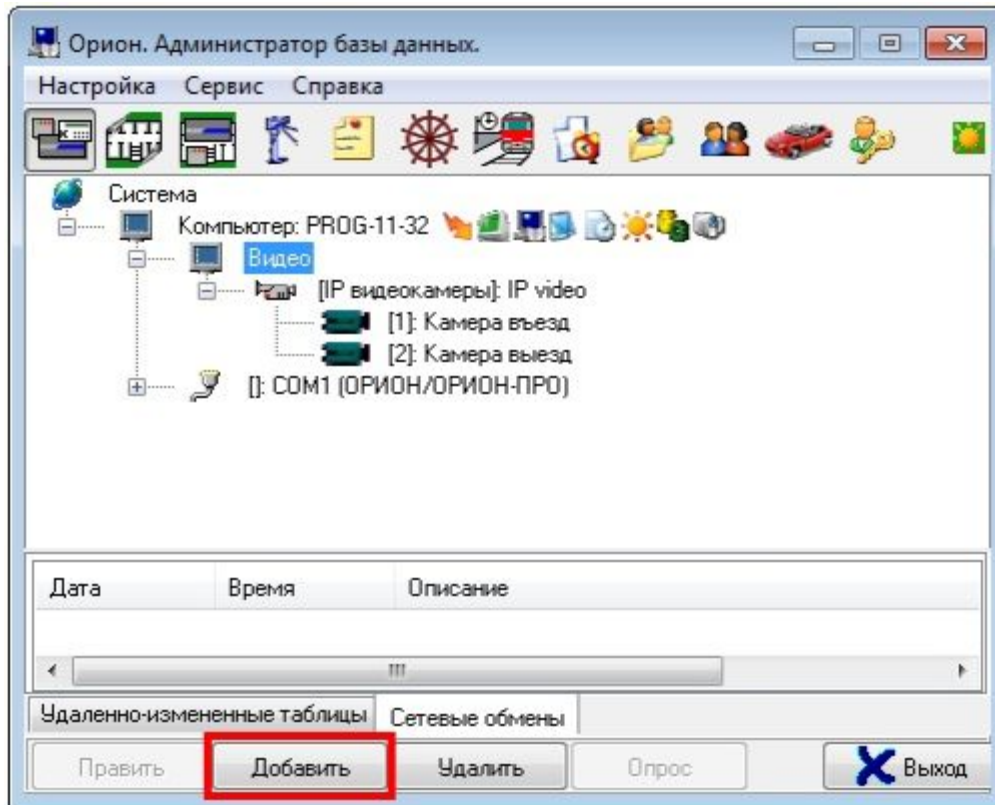 Орион. Администратор базы данных.
Настройка Сервис Справка
Система
Компьютер: PROG-11-32
Видео
[IP видеокамеры]: IP video
[1]: Камера въезд
[2]: Камера выезд
[]: COM1 (ОРИОН/ОРИОН-ПРО)
Дата Время Описание
Удаленно-измененные таблицы Сетевые обмены
Править Добавить Удалить Опрос Выход